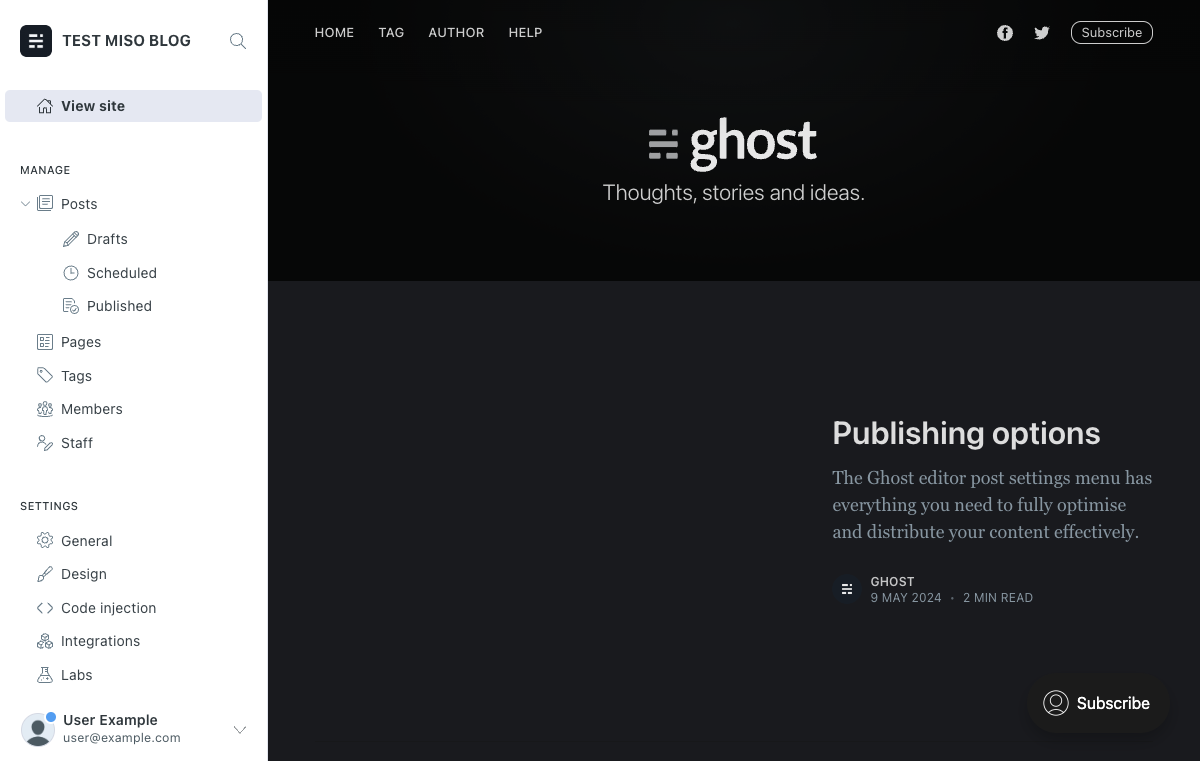 TEST MISO BLOG
View site
MANAGE
Posts
Drafts
Scheduled
Published
Pages
Tags
Members
Staff
SETTINGS
General
Design
Code injection
Integrations
Labs
User Example
user@example.com
HOME TAG AUTHOR HELP
Subscribe
ghost
Thoughts, stories and ideas.
Publishing options
The Ghost editor post settings menu has
everything you need to fully optimise
and distribute your content effectively.
GHOST
9 MAY 2024 • 2 MIN READ
Subscribe